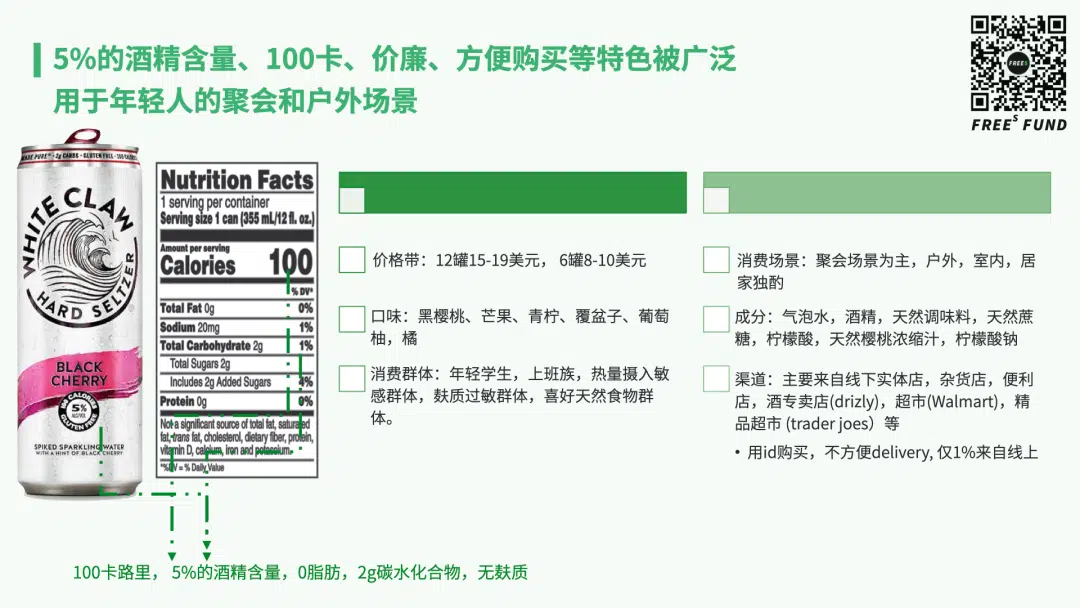 5%的酒精含量、100卡、价廉、方便购买等特色被广泛
用于年轻人的聚会和户外场景
FREES
FREES FUND
WHITE CLAW
HARD SELTZER
BLACK
CHERRY
100 CALORIES
5%
ALC/VOL
GLUTEN FREE
SPIKED SPARKLING WATER
WITH A HINT OF BLACK CHERRY
Nutrition Facts
1 serving per container
Serving size 1 can (355 mL/12 fl. oz.)
Amount per serving
Calories 100
% DV*
Total Fat 0g 0%
Sodium 20mg 1%
Total Carbohydrate 2g 1%
Total Sugars 2g
Includes 2g Added Sugars 4%
Protein 0g 0%
Not a significant source of total fat, saturated
fat, trans fat, cholesterol, dietary fiber, protein,
vitamin D, calcium, iron and potassium.
*%DV = % Daily Value
价格带：12罐15-19美元， 6罐8-10美元
口味：黑樱桃、芒果、青柠、覆盆子、葡萄
柚，橘
消费群体：年轻学生，上班族，热量摄入敏
感群体，麸质过敏群体，喜好天然食物群
体。
消费场景：聚会场景为主，户外，室内，居
家独酌
成分：气泡水，酒精，天然调味料，天然蔗
糖，柠檬酸，天然樱桃浓缩汁，柠檬酸钠
渠道：主要来自线下实体店，杂货店，便利
店，酒专卖店(drizly)，超市(Walmart)，精
品超市 (trader joes）等
• 用id购买，不方便delivery, 仅1%来自线上
100卡路里， 5%的酒精含量，0脂肪，2g碳水化合物，无麸质